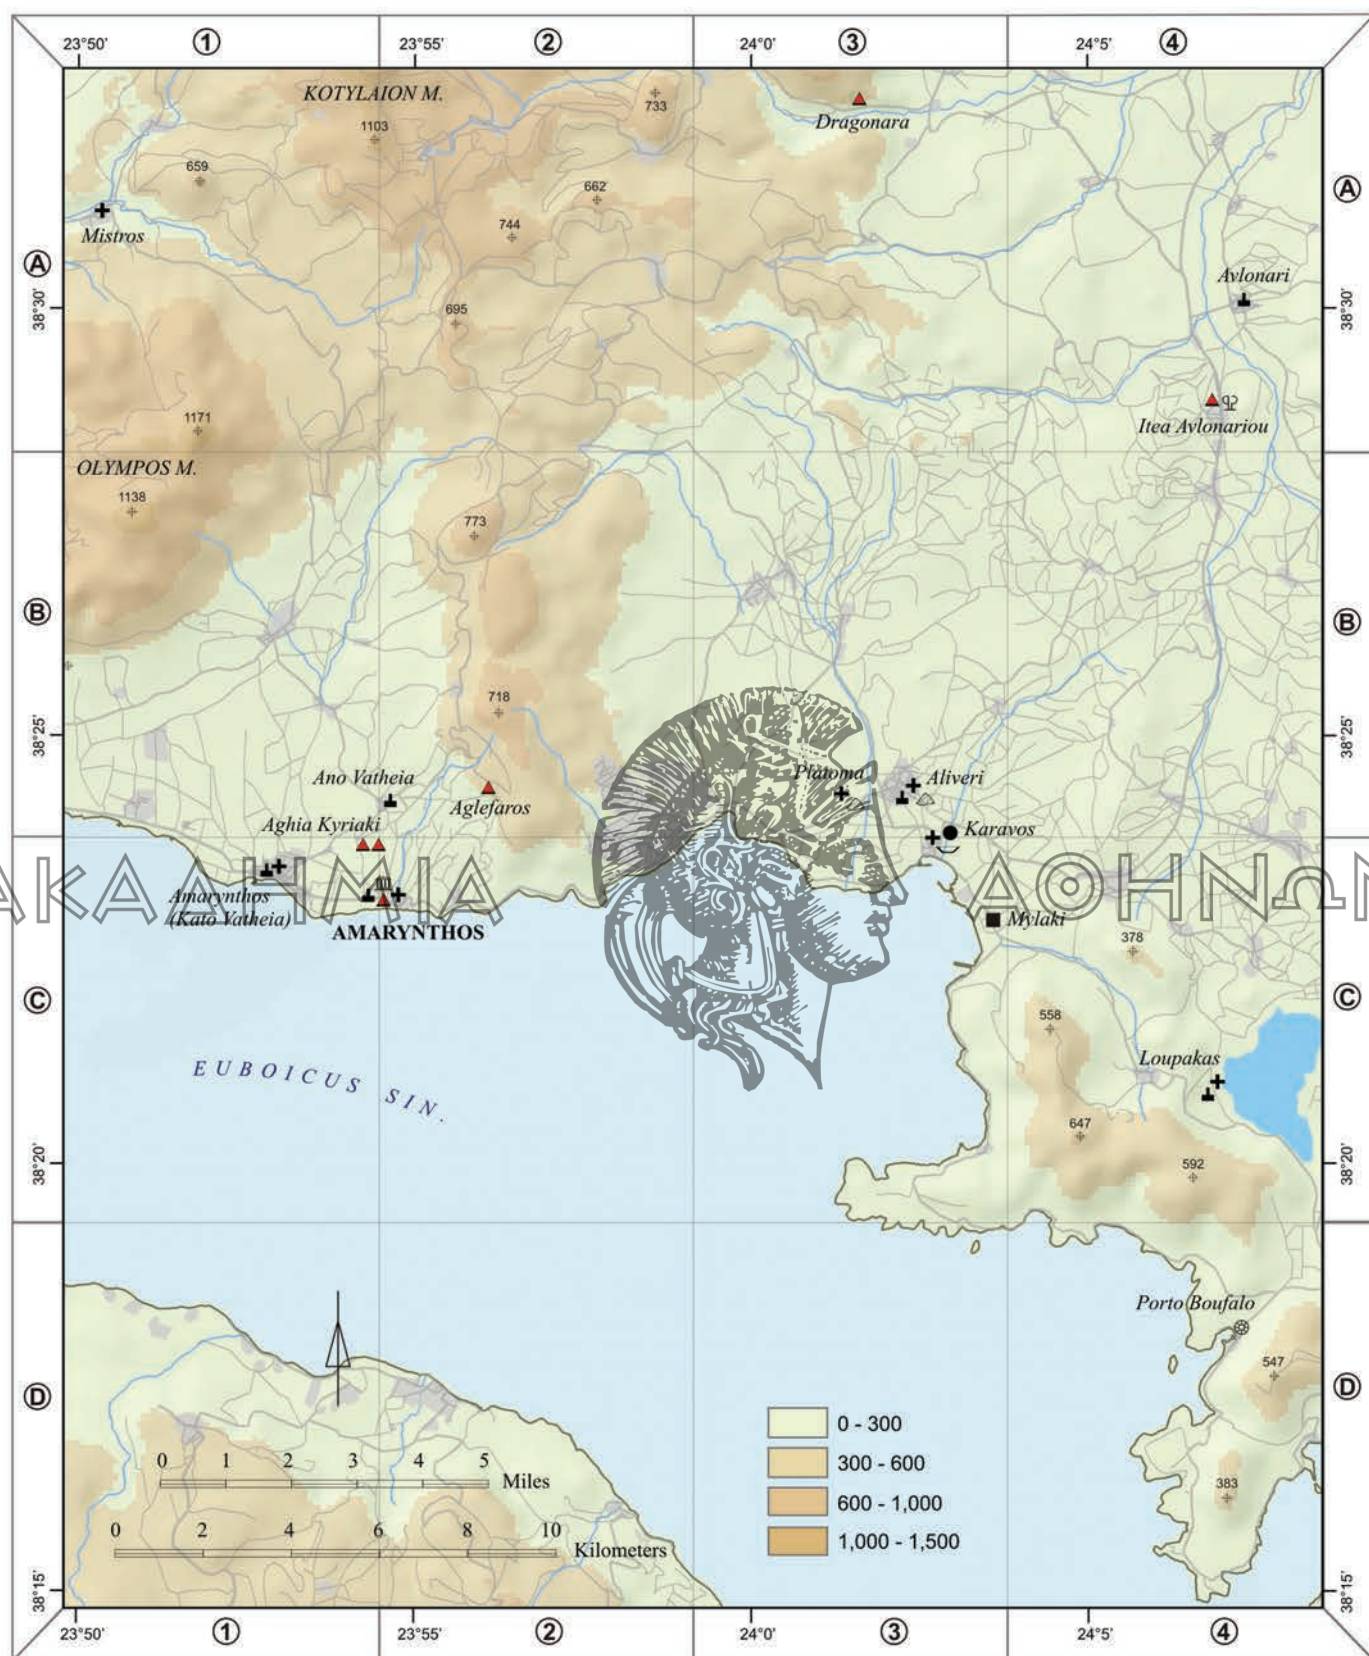 23°50'
①
23°55'
②
24°0'
③
24°5'
④
KOTYLAION M.
1103
733
Dragonara
659
662
744
Mistros
A
A
38°30'
38°30'
695
Avlonari
1171
Itea Avlonariou
OLYMPOS M.
1138
773
B
B
718
38°25'
38°25'
Ano Vatheia
Aglefaros
Platoma
Aliveri
Aghia Kyriaki
Karavos
ΑΚΑΔΗΜΙΑ
ΑΘΗΝΩΝ
Amarynthos
(Kato Vatheia)
AMARYNTHOS
Mylaki
378
C
C
558
Loupakas
EUBOICUS SIN.
647
592
38°20'
38°20'
Porto Boufalo
547
D
D
383
0 - 300
300 - 600
600 - 1,000
1,000 - 1,500
0 1 2 3 4 5 Miles
0 2 4 6 8 10 Kilometers
38°15'
38°15'
23°50'
①
23°55'
②
24°0'
③
24°5'
④